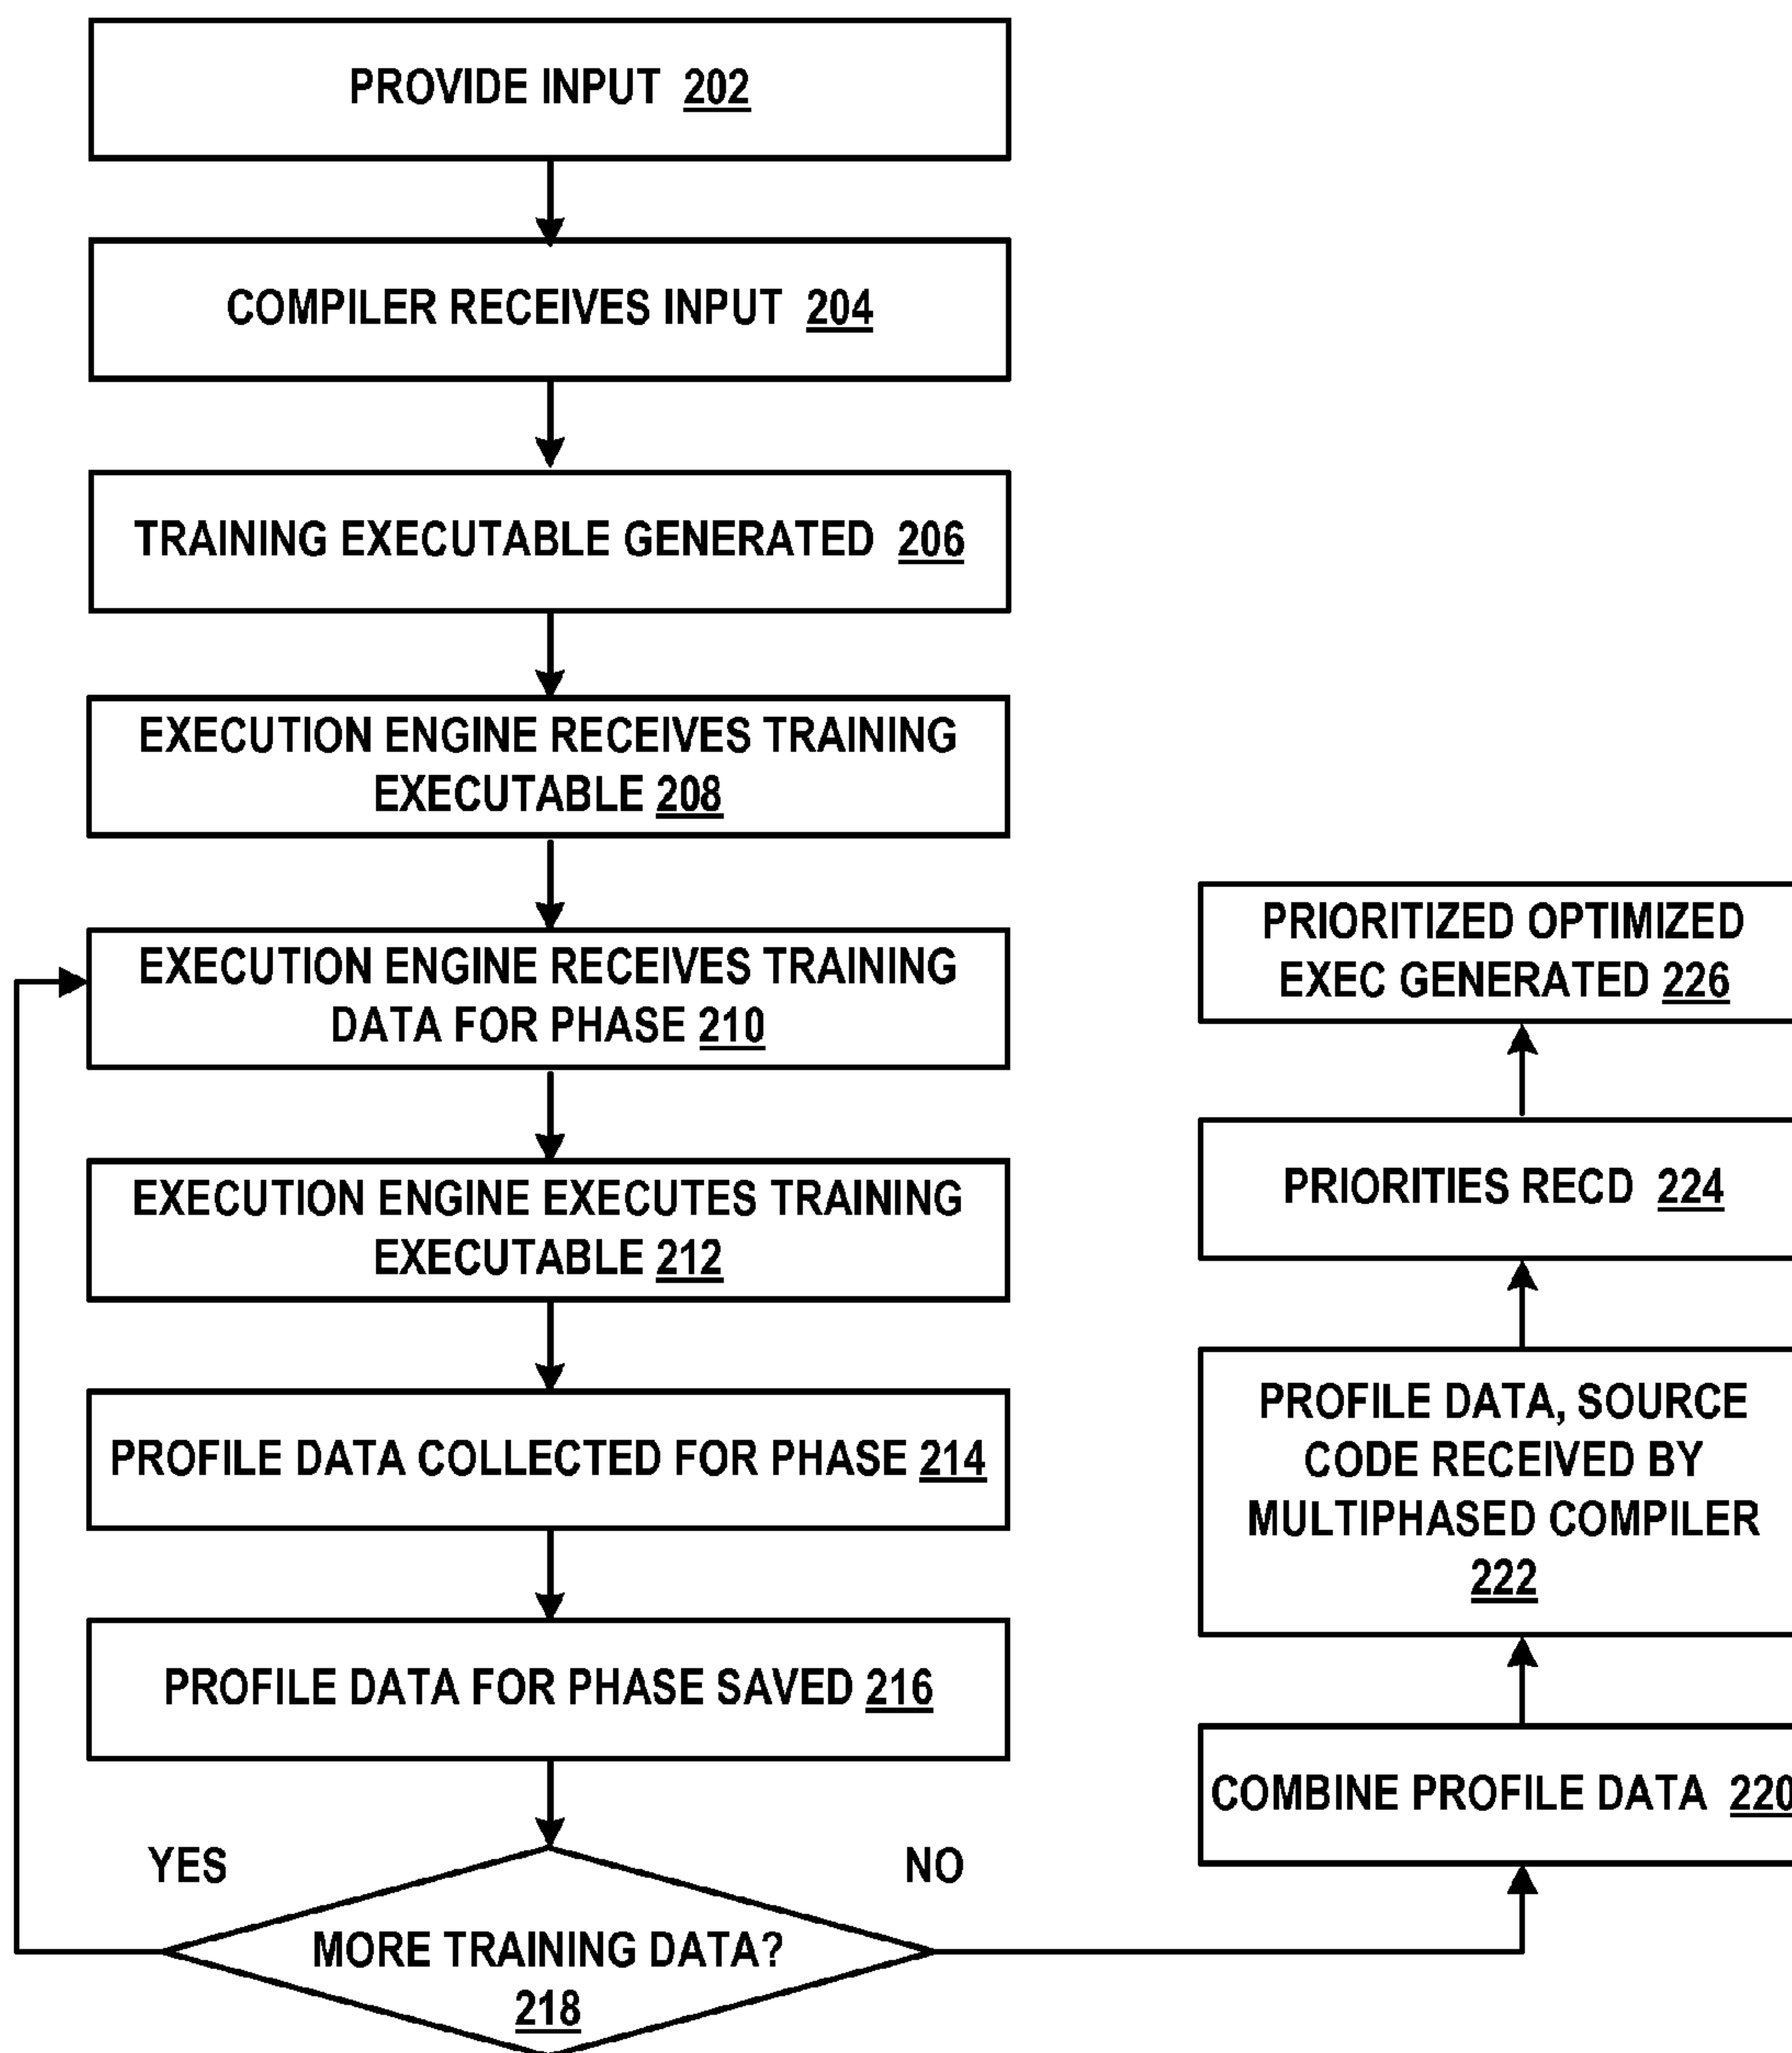 PROVIDE INPUT 202
COMPILER RECEIVES INPUT 204
TRAINING EXECUTABLE GENERATED 206
EXECUTION ENGINE RECEIVES TRAINING
EXECUTABLE 208
EXECUTION ENGINE RECEIVES TRAINING
DATA FOR PHASE 210
EXECUTION ENGINE EXECUTES TRAINING
EXECUTABLE 212
PROFILE DATA COLLECTED FOR PHASE 214
PROFILE DATA FOR PHASE SAVED 216
YES
NO
MORE TRAINING DATA?
218
COMBINE PROFILE DATA 220
PROFILE DATA, SOURCE
CODE RECEIVED BY
MULTIPHASED COMPILER
222
PRIORITIES RECD 224
PRIORITIZED OPTIMIZED
EXEC GENERATED 226